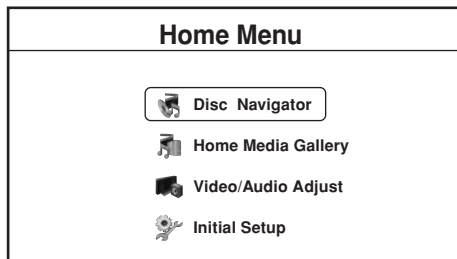 Home Menu
Disc Navigator
Home Media Gallery
Video/Audio Adjust
Initial Setup